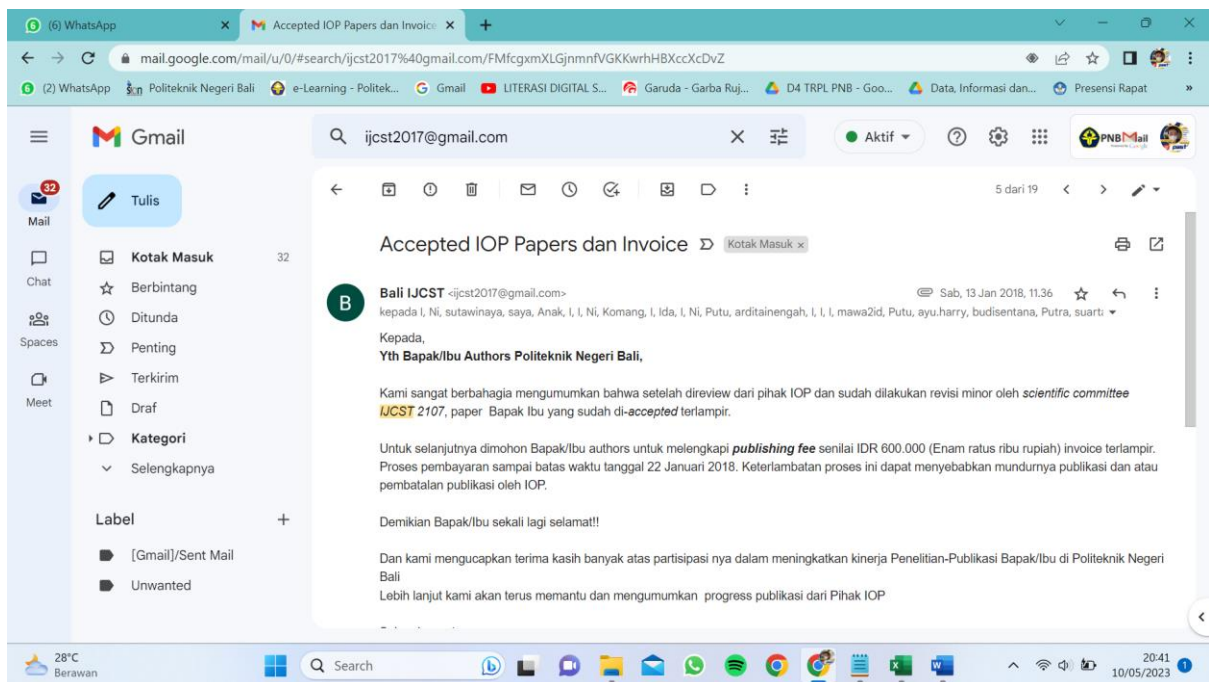 (6) WhatsApp
Accepted IOP Papers dan Invoice
mail.google.com/mail/u/0/#search/ijcst2017%40gmail.com/FMfcgxmXLGjnmnfVGKKwrhHBXccXcDvZ
(2) WhatsApp
Politeknik Negeri Bali
e-Learning - Politek...
Gmail
LITERASI DIGITAL S...
Garuda - Garba Ruj...
D4 TRPL PNB - Goo...
Data, Informasi dan...
Presensi Rapat
»
Gmail
ijcst2017@gmail.com
Aktif
PNBMail
32
Mail
Chat
Spaces
Meet
Tulis
Kotak Masuk 32
Berbintang
Ditunda
Penting
Terkirim
Draf
Kategori
Selengkapnya
Label +
[Gmail]/Sent Mail
Unwanted
5 dari 19
Accepted IOP Papers dan Invoice Kotak Masuk x
B
Bali IJCST <ijcst2017@gmail.com> Sab, 13 Jan 2018, 11.36
kepada I, Ni, sutawinaya, saya, Anak, I, I, Ni, Komang, I, Ida, I, Ni, Putu, arditainengah, I, I, I, mawa2id, Putu, ayu.harry, budisentana, Putra, suarti
Kepada,
Yth Bapak/Ibu Authors Politeknik Negeri Bali,
Kami sangat berbahagia mengumumkan bahwa setelah direview dari pihak IOP dan sudah dilakukan revisi minor oleh scientific committee
IJCST 2107, paper Bapak Ibu yang sudah di-accepted terlampir.
Untuk selanjutnya dimohon Bapak/Ibu authors untuk melengkapi publishing fee senilai IDR 600.000 (Enam ratus ribu rupiah) invoice terlampir.
Proses pembayaran sampai batas waktu tanggal 22 Januari 2018. Keterlambatan proses ini dapat menyebabkan mundurnya publikasi dan atau
pembatalan publikasi oleh IOP.
Demikian Bapak/Ibu sekali lagi selamat!!
Dan kami mengucapkan terima kasih banyak atas partisipasi nya dalam meningkatkan kinerja Penelitian-Publikasi Bapak/Ibu di Politeknik Negeri
Bali
Lebih lanjut kami akan terus memantu dan mengumumkan progress publikasi dari Pihak IOP
28°C
Berawan
Search
20:41
10/05/2023
1